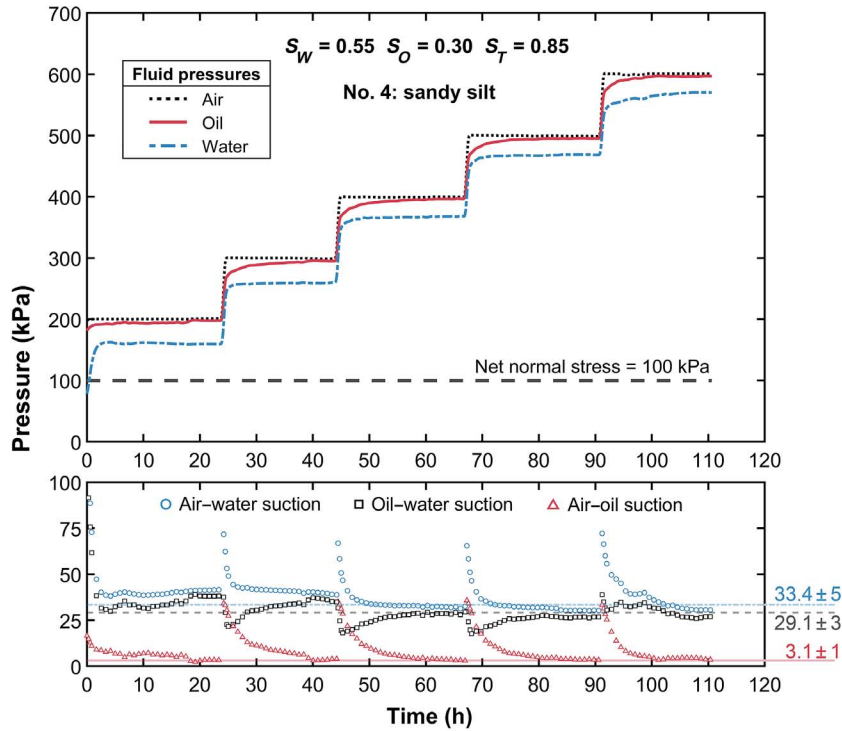 700
600
500
400
300
200
100
0
S_W = 0.55 S_O = 0.30 S_T = 0.85
No. 4: sandy silt
Fluid pressures
Air
Oil
Water
Net normal stress = 100 kPa
0 10 20 30 40 50 60 70 80 90 100 110 120
Pressure (kPa)
100
75
50
25
0
Air–water suction Oil–water suction Air–oil suction
33.4 ± 5
29.1 ± 3
3.1 ± 1
0 10 20 30 40 50 60 70 80 90 100 110 120
Time (h)